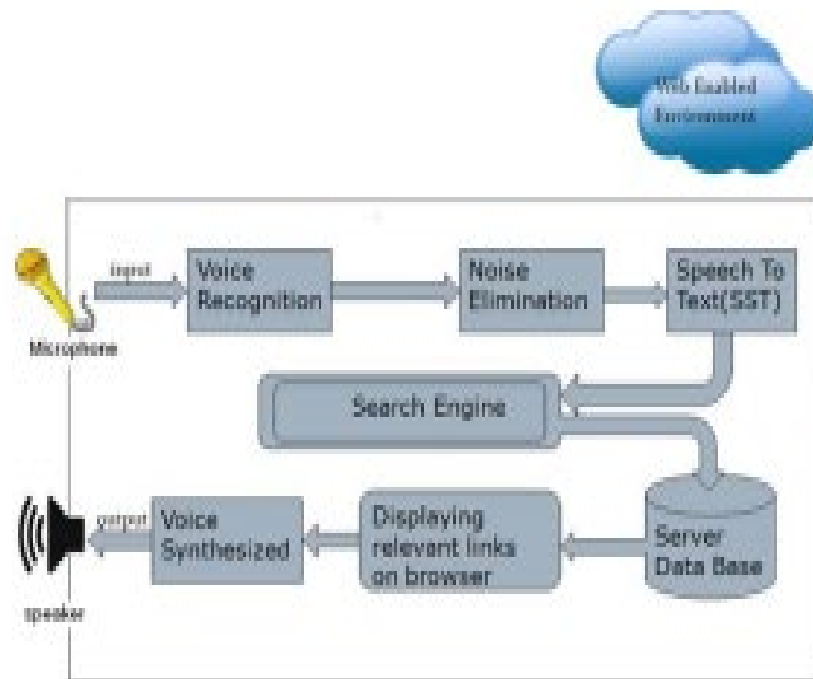 Web Enabled
Environment
input
Voice
Recognition
Noise
Elimination
Speech To
Text(SST)
Microphone
Search Engine
output
Voice
Synthesized
Displaying
relevant links
on browser
Server
Data Base
speaker